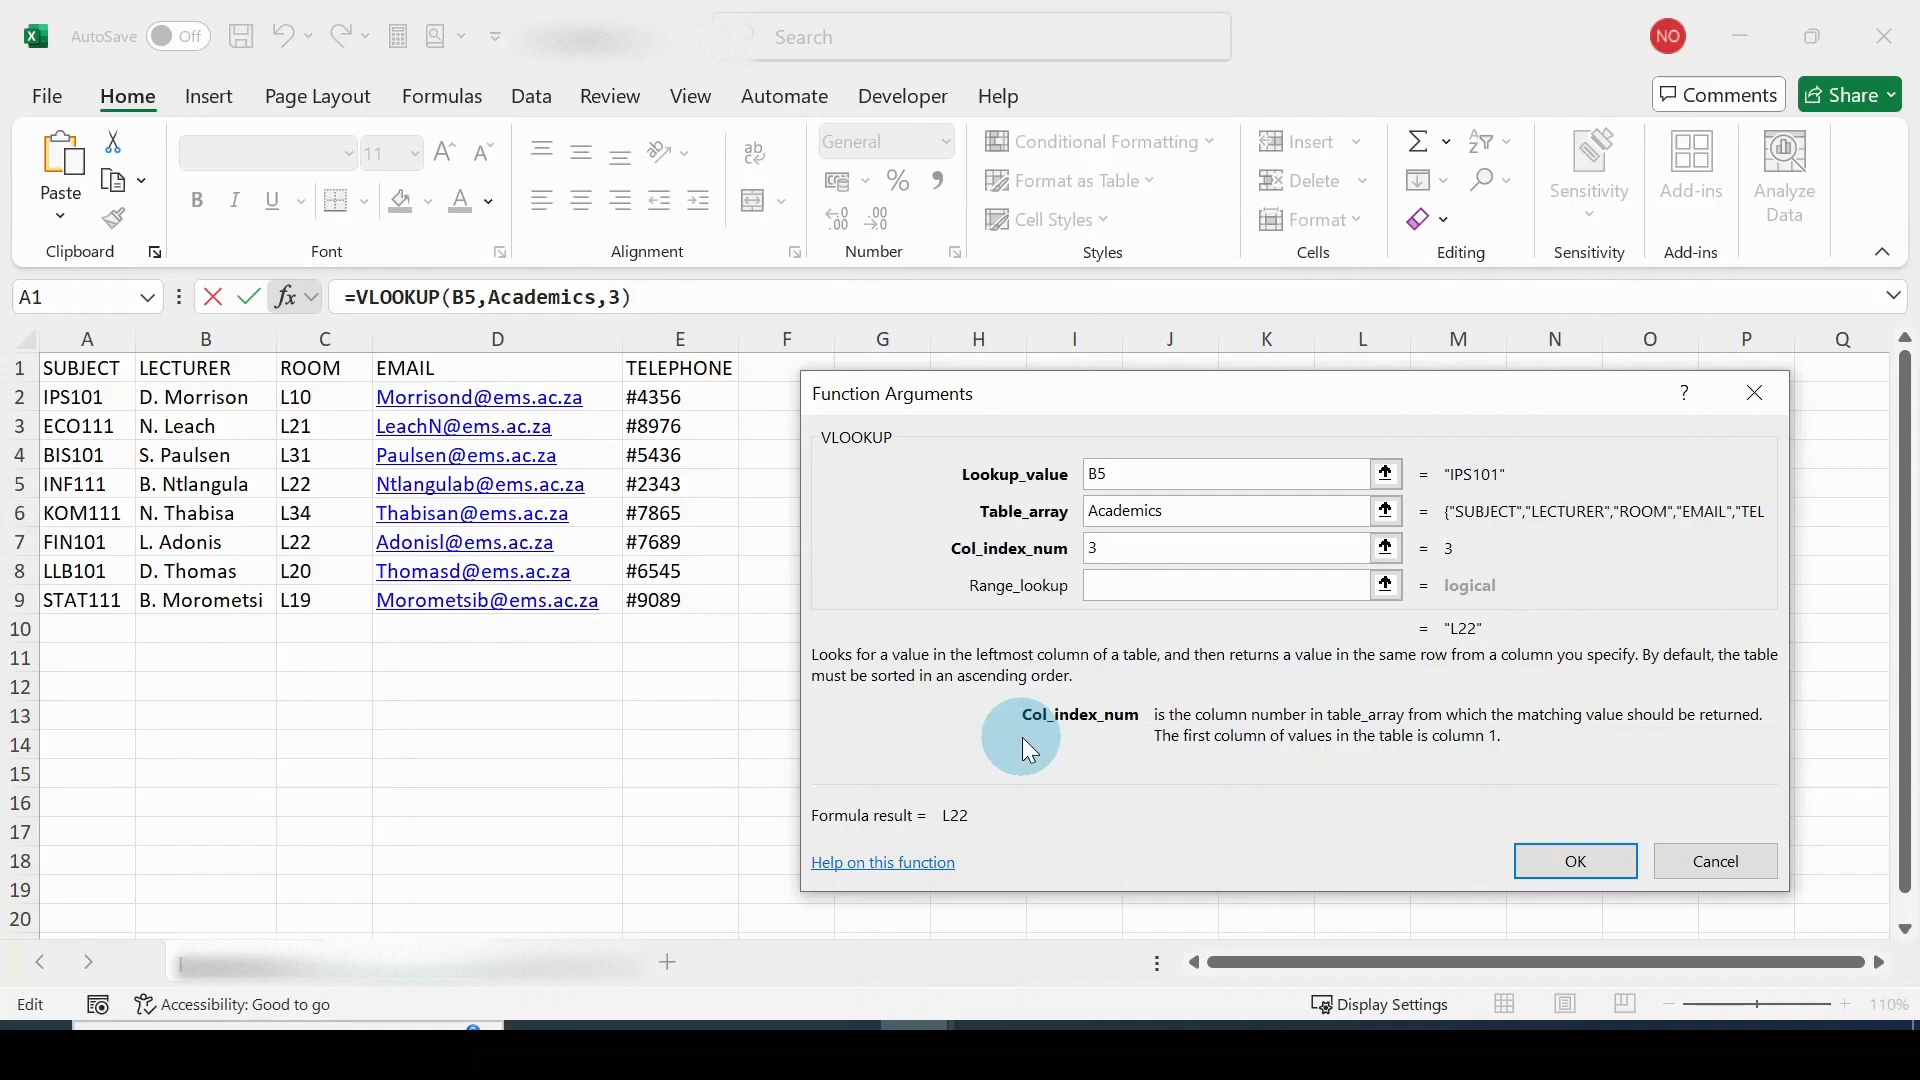 AutoSave Off Search NO
File Home Insert Page Layout Formulas Data Review View Automate Developer Help Comments Share
Paste 11 General Conditional Formatting Insert
B I U Format as Table Delete Sensitivity Add-ins Analyze Data
Cell Styles Format
Clipboard Font Alignment Number Styles Cells Editing Sensitivity Add-ins
A1 fx =VLOOKUP(B5,Academics,3)
A B C D E F G H I J K L M N O P Q
1 SUBJECT LECTURER ROOM EMAIL TELEPHONE
2 IPS101 D. Morrison L10 Morrisond@ems.ac.za #4356
3 ECO111 N. Leach L21 LeachN@ems.ac.za #8976
4 BIS101 S. Paulsen L31 Paulsen@ems.ac.za #5436
5 INF111 B. Ntlangula L22 Ntlangulab@ems.ac.za #2343
6 KOM111 N. Thabisa L34 Thabisan@ems.ac.za #7865
7 FIN101 L. Adonis L22 Adonisl@ems.ac.za #7689
8 LLB101 D. Thomas L20 Thomasd@ems.ac.za #6545
9 STAT111 B. Morometsi L19 Morometsib@ems.ac.za #9089
10
11
12
13
14
15
16
17
18
19
20
Function Arguments ?
VLOOKUP
Lookup_value B5 = "IPS101"
Table_array Academics = {"SUBJECT","LECTURER","ROOM","EMAIL","TEL
Col_index_num 3 = 3
Range_lookup = logical
= "L22"
Looks for a value in the leftmost column of a table, and then returns a value in the same row from a column you specify. By default, the table
must be sorted in an ascending order.
Col_index_num is the column number in table_array from which the matching value should be returned.
The first column of values in the table is column 1.
Formula result = L22
Help on this function OK Cancel
Edit Accessibility: Good to go Display Settings 110%